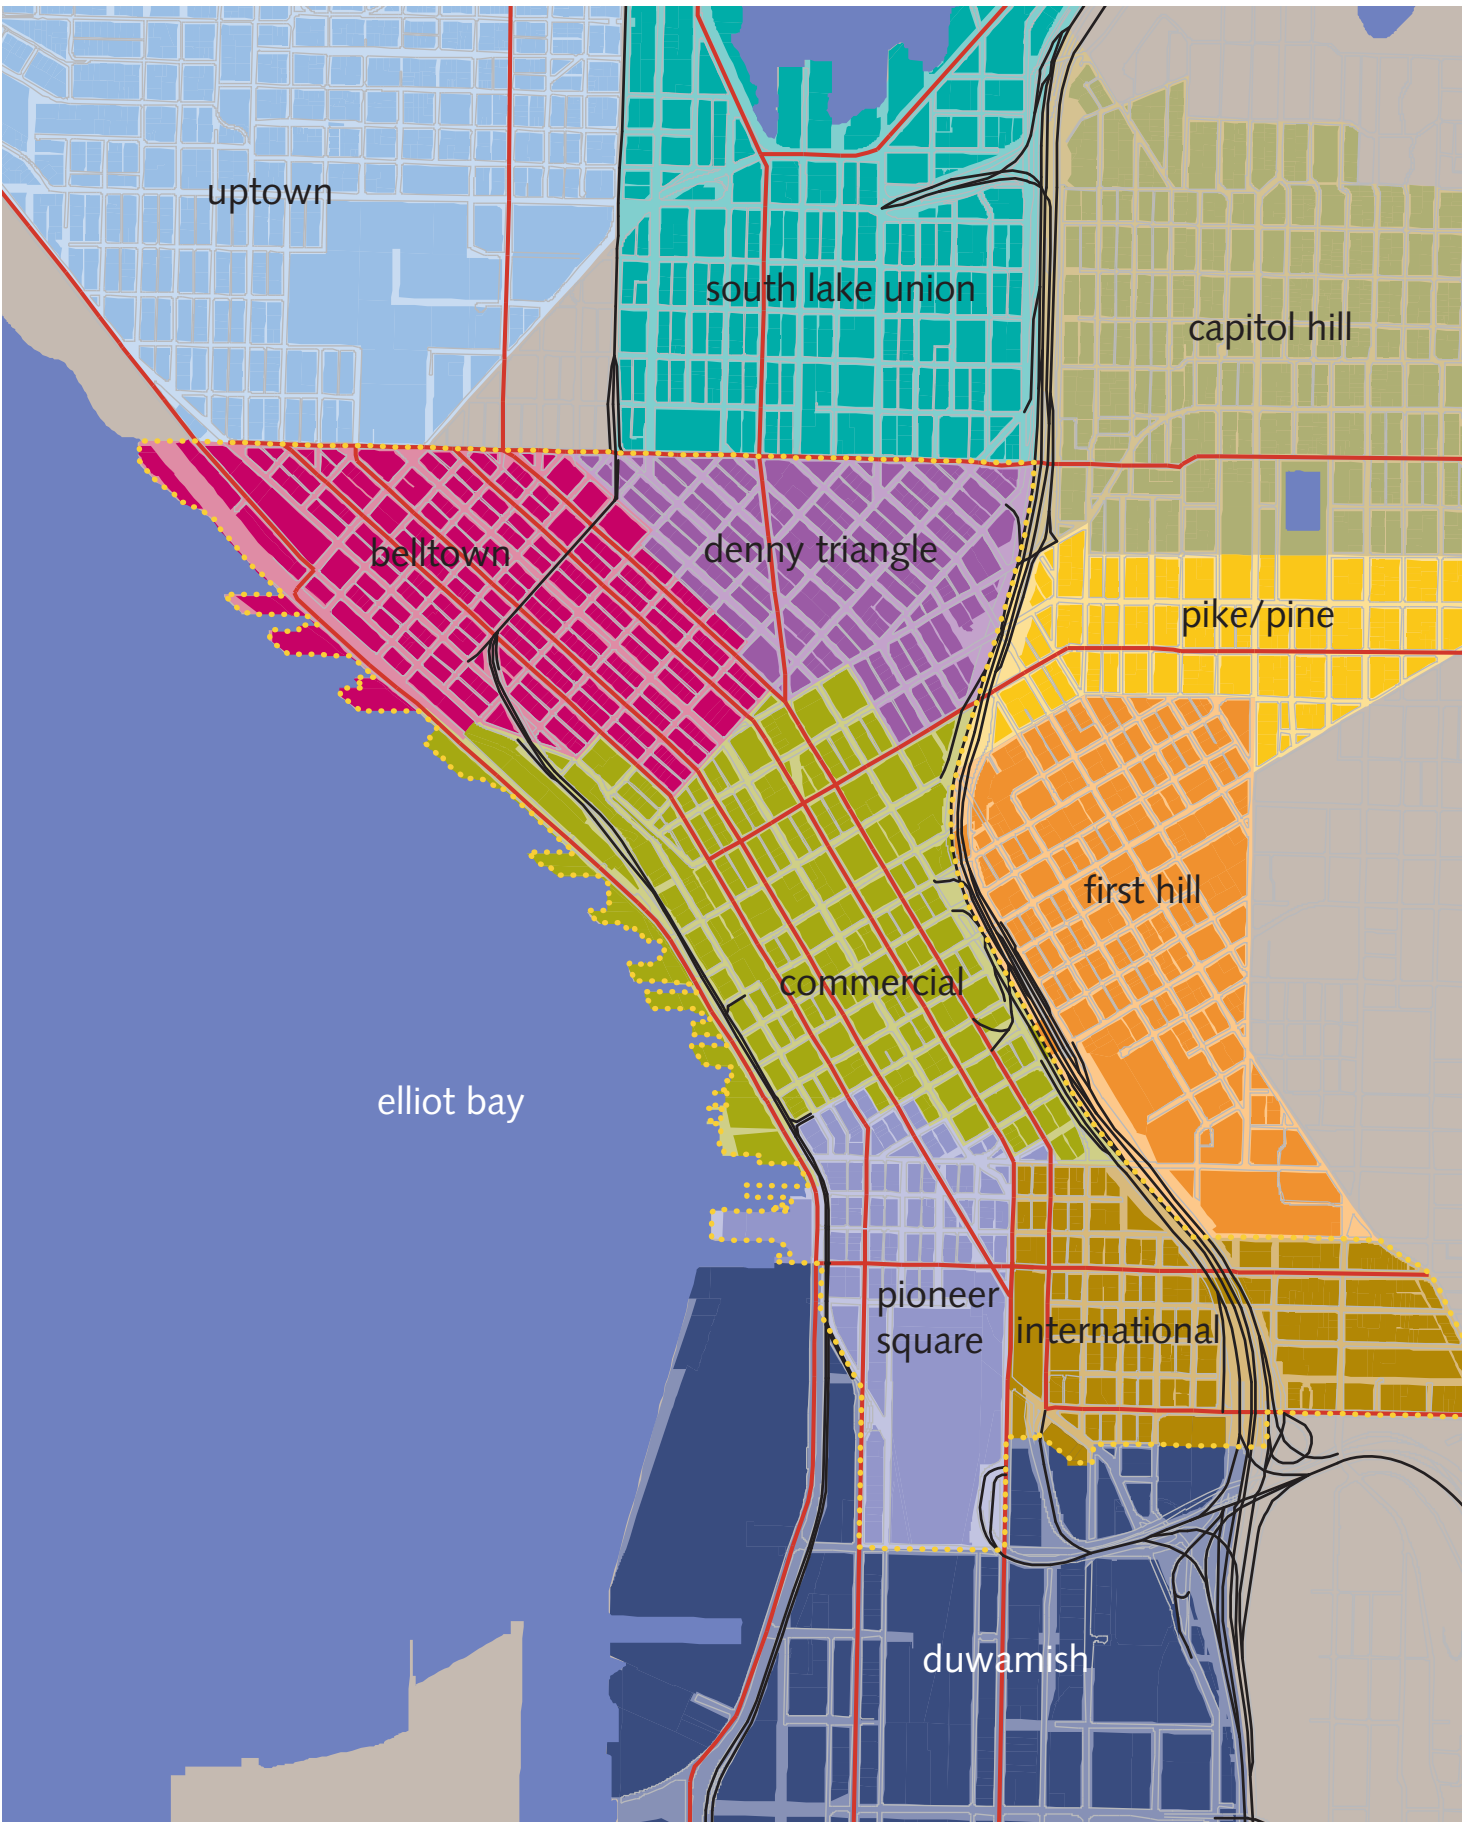 uptown
south lake union
capitol hill
belltown
denny triangle
pike/pine
first hill
commercial
elliot bay
pioneer
square
international
duwamish